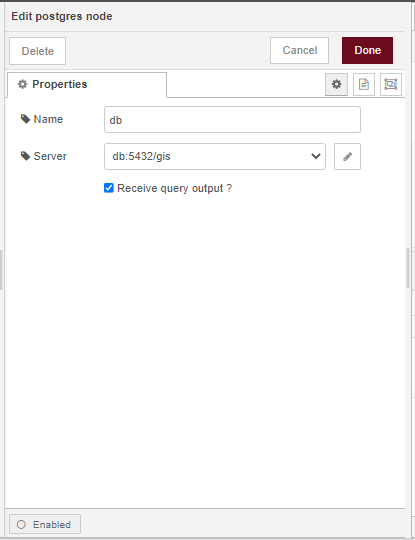 Edit postgres node
Delete
Cancel
Done
Properties
Name
db
Server
db:5432/gis
Receive query output ?
Enabled